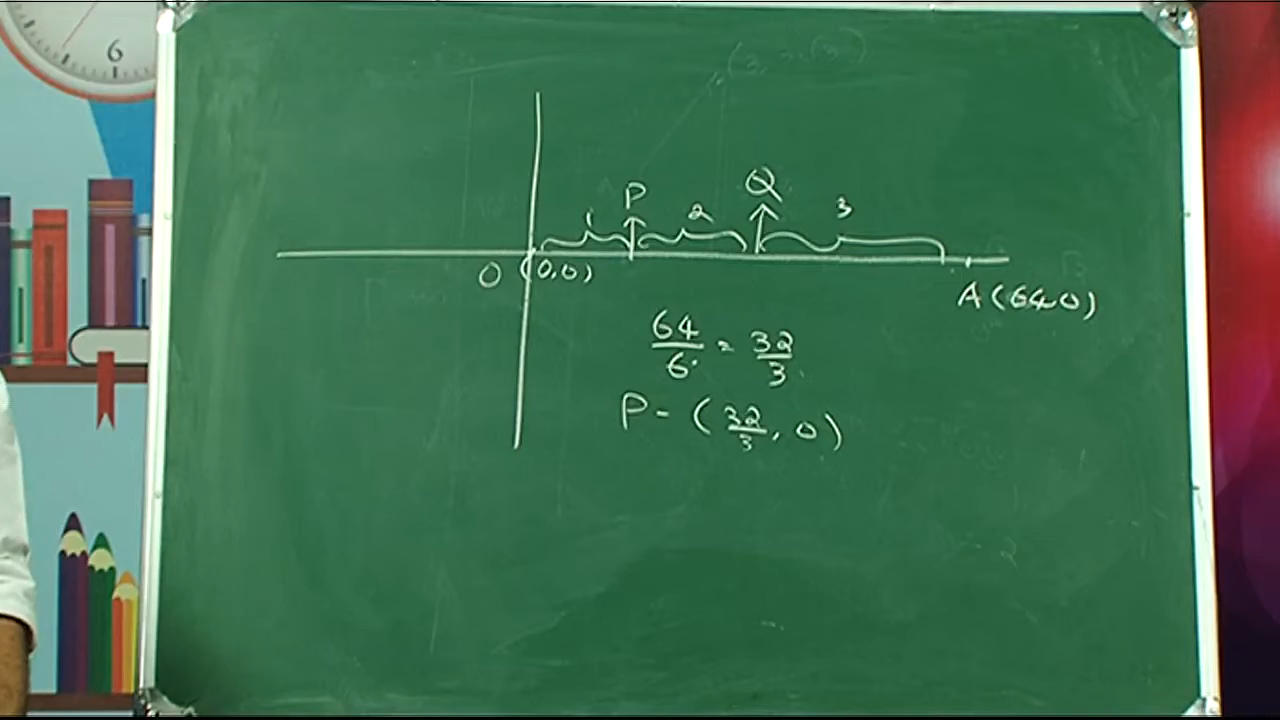 6
P
Q
1
2
3
O (0,0)
A (64,0)
64/6 = 32/3
P - (32/3, 0)